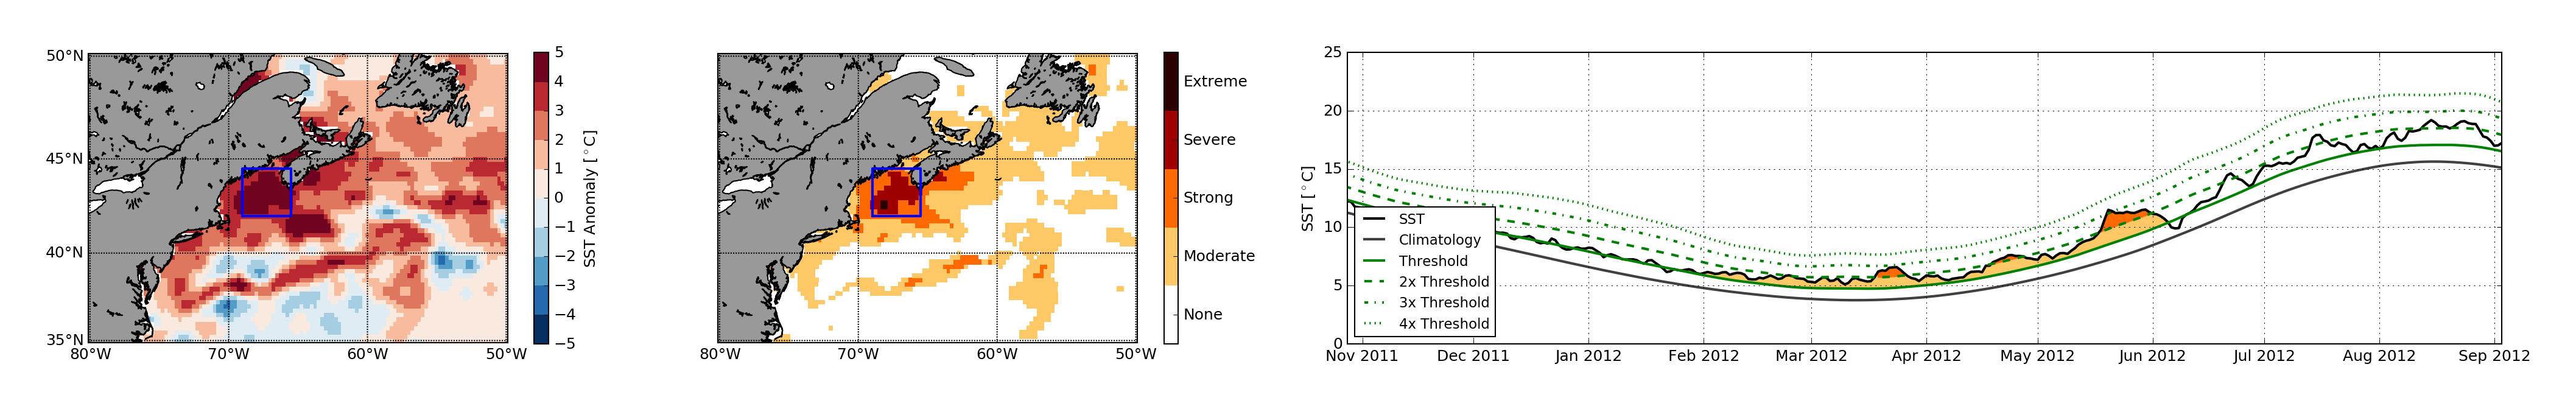 50°N
45°N
40°N
35°N
80°W
70°W
60°W
50°W
5
4
3
2
1
0
−1
−2
−3
−4
−5
SST Anomaly [°C]
80°W
70°W
60°W
50°W
Extreme
Severe
Strong
Moderate
None
SST [°C]
25
20
15
10
5
0
SST
Climatology
Threshold
2x Threshold
3x Threshold
4x Threshold
Nov 2011
Dec 2011
Jan 2012
Feb 2012
Mar 2012
Apr 2012
May 2012
Jun 2012
Jul 2012
Aug 2012
Sep 2012